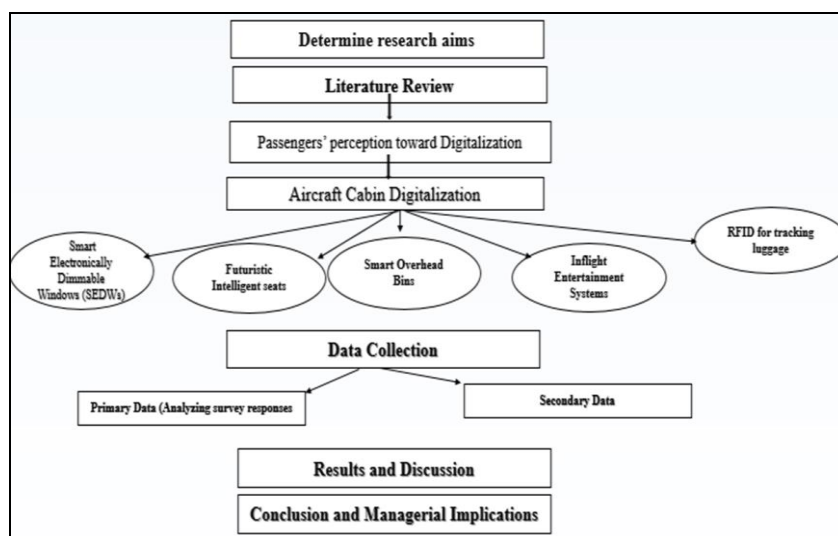 Determine research aims
Literature Review
Passengers' perception toward Digitalization
Aircraft Cabin Digitalization
Smart
Electronically
Dimmable
Windows (SEDWs)
Futuristic
Intelligent seats
Smart Overhead
Bins
Inflight
Entertainment
Systems
RFID for tracking
luggage
Data Collection
Primary Data (Analyzing survey responses
Secondary Data
Results and Discussion
Conclusion and Managerial Implications